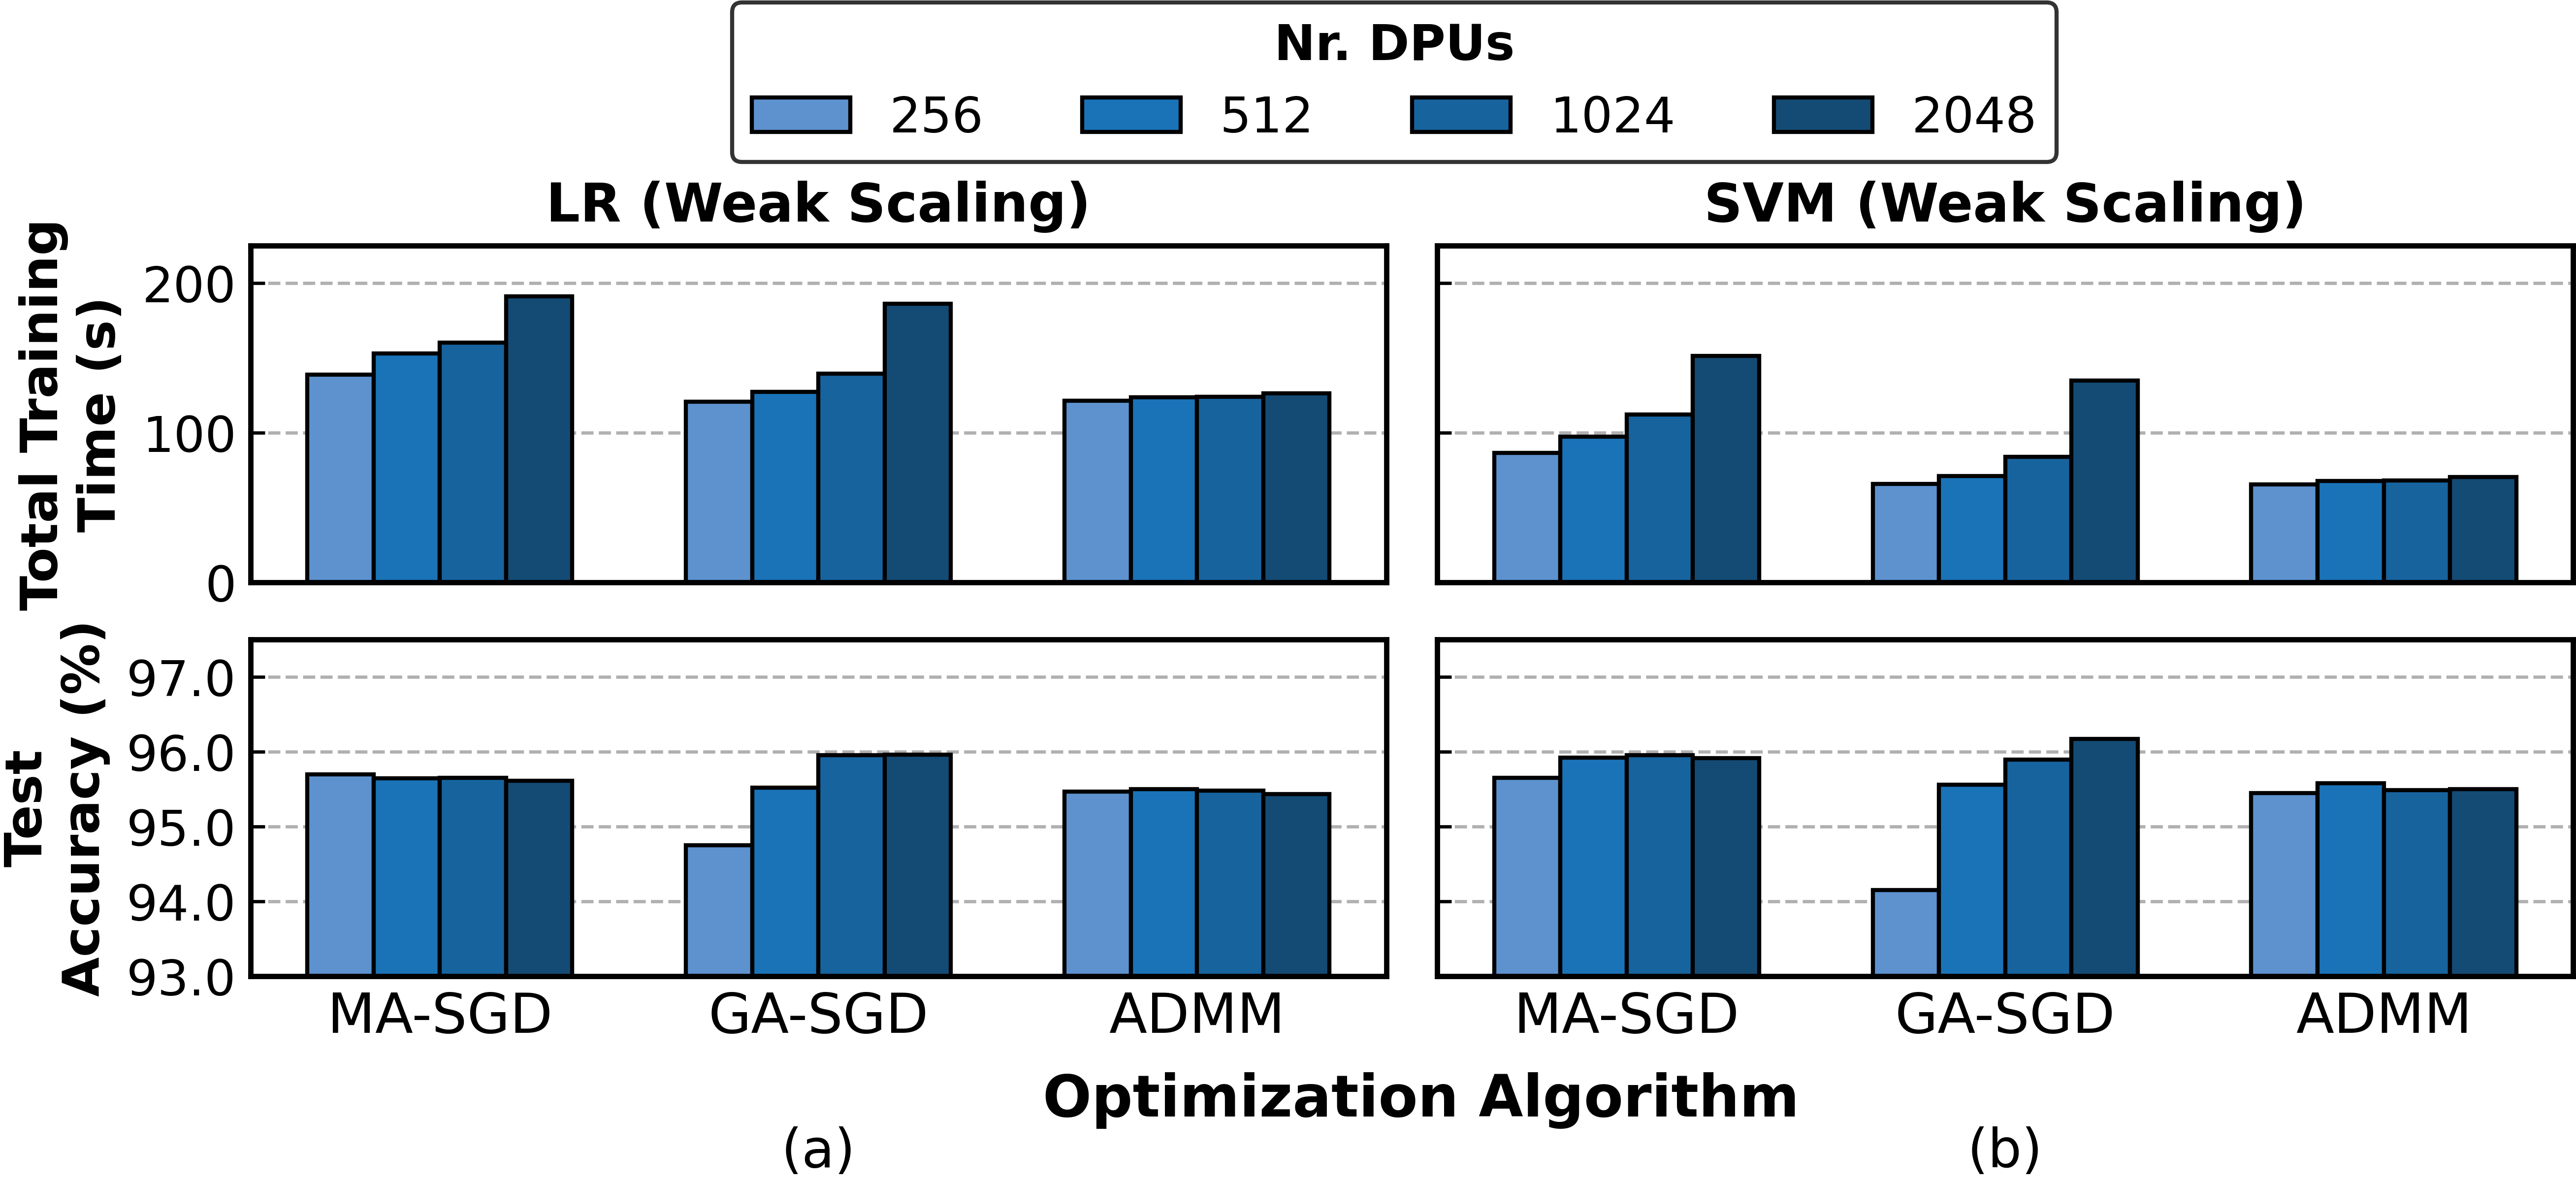 Nr. DPUs
256 512 1024 2048
LR (Weak Scaling)
SVM (Weak Scaling)
Total Training
Time (s)
200
100
0
Test
Accuracy (%)
97.0
96.0
95.0
94.0
93.0
MA-SGD GA-SGD ADMM
MA-SGD GA-SGD ADMM
Optimization Algorithm
(a)
(b)